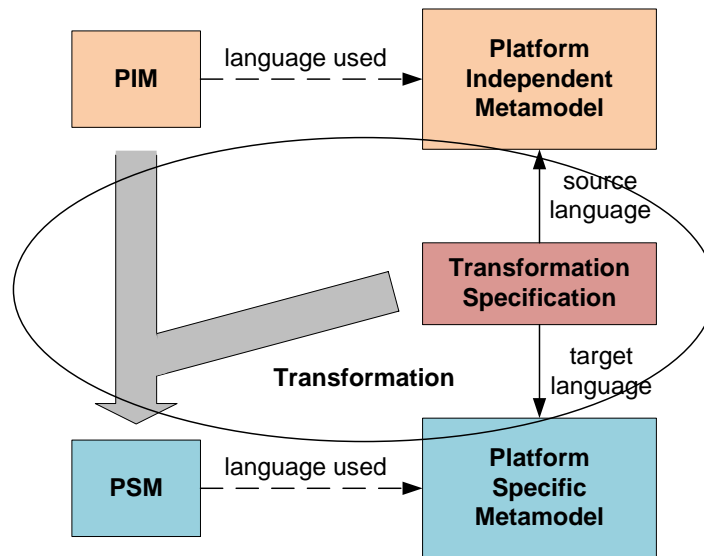 PIM
language used
Platform
Independent
Metamodel
source
language
Transformation
Specification
Transformation
target
language
PSM
language used
Platform
Specific
Metamodel